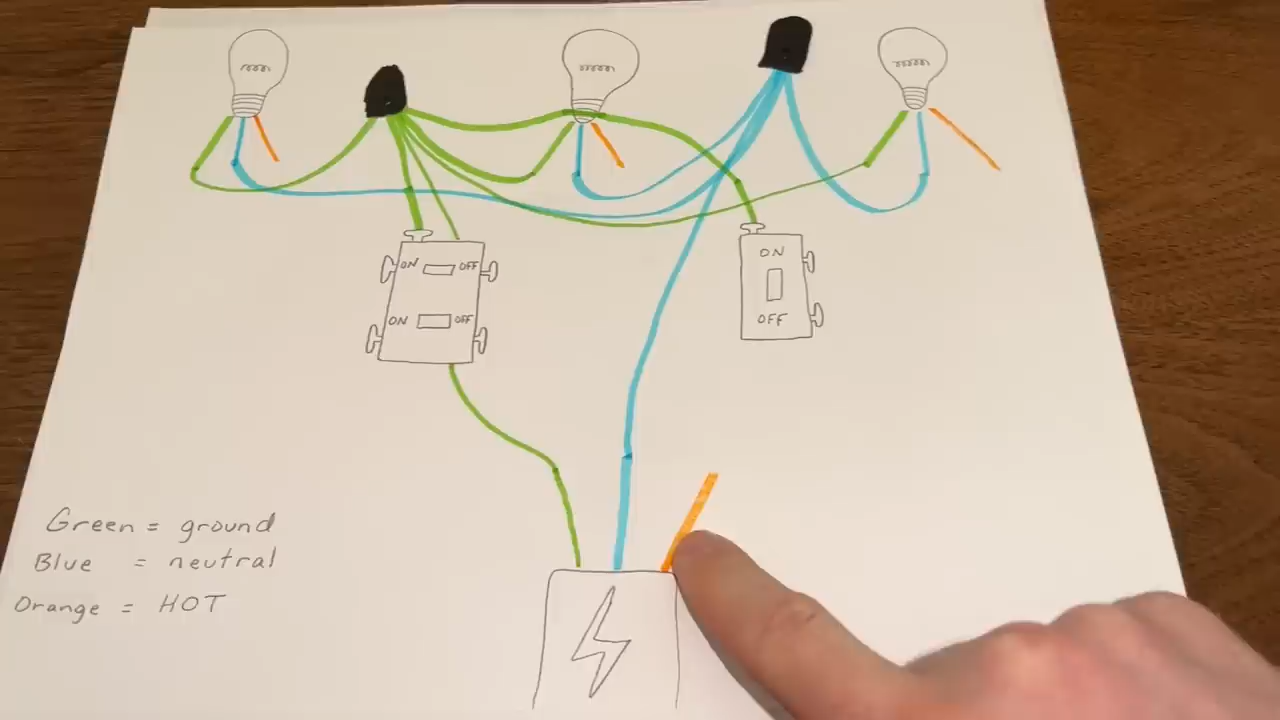 ON OFF
ON OFF
ON
OFF
Green = ground
Blue = neutral
Orange = HOT